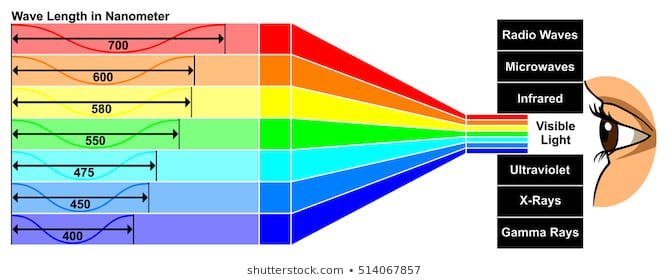 Wave Length in Nanometer
700
600
580
550
475
450
400
Radio Waves
Microwaves
Infrared
Visible
Light
Ultraviolet
X-Rays
Gamma Rays
shutterstock.com • 514067857